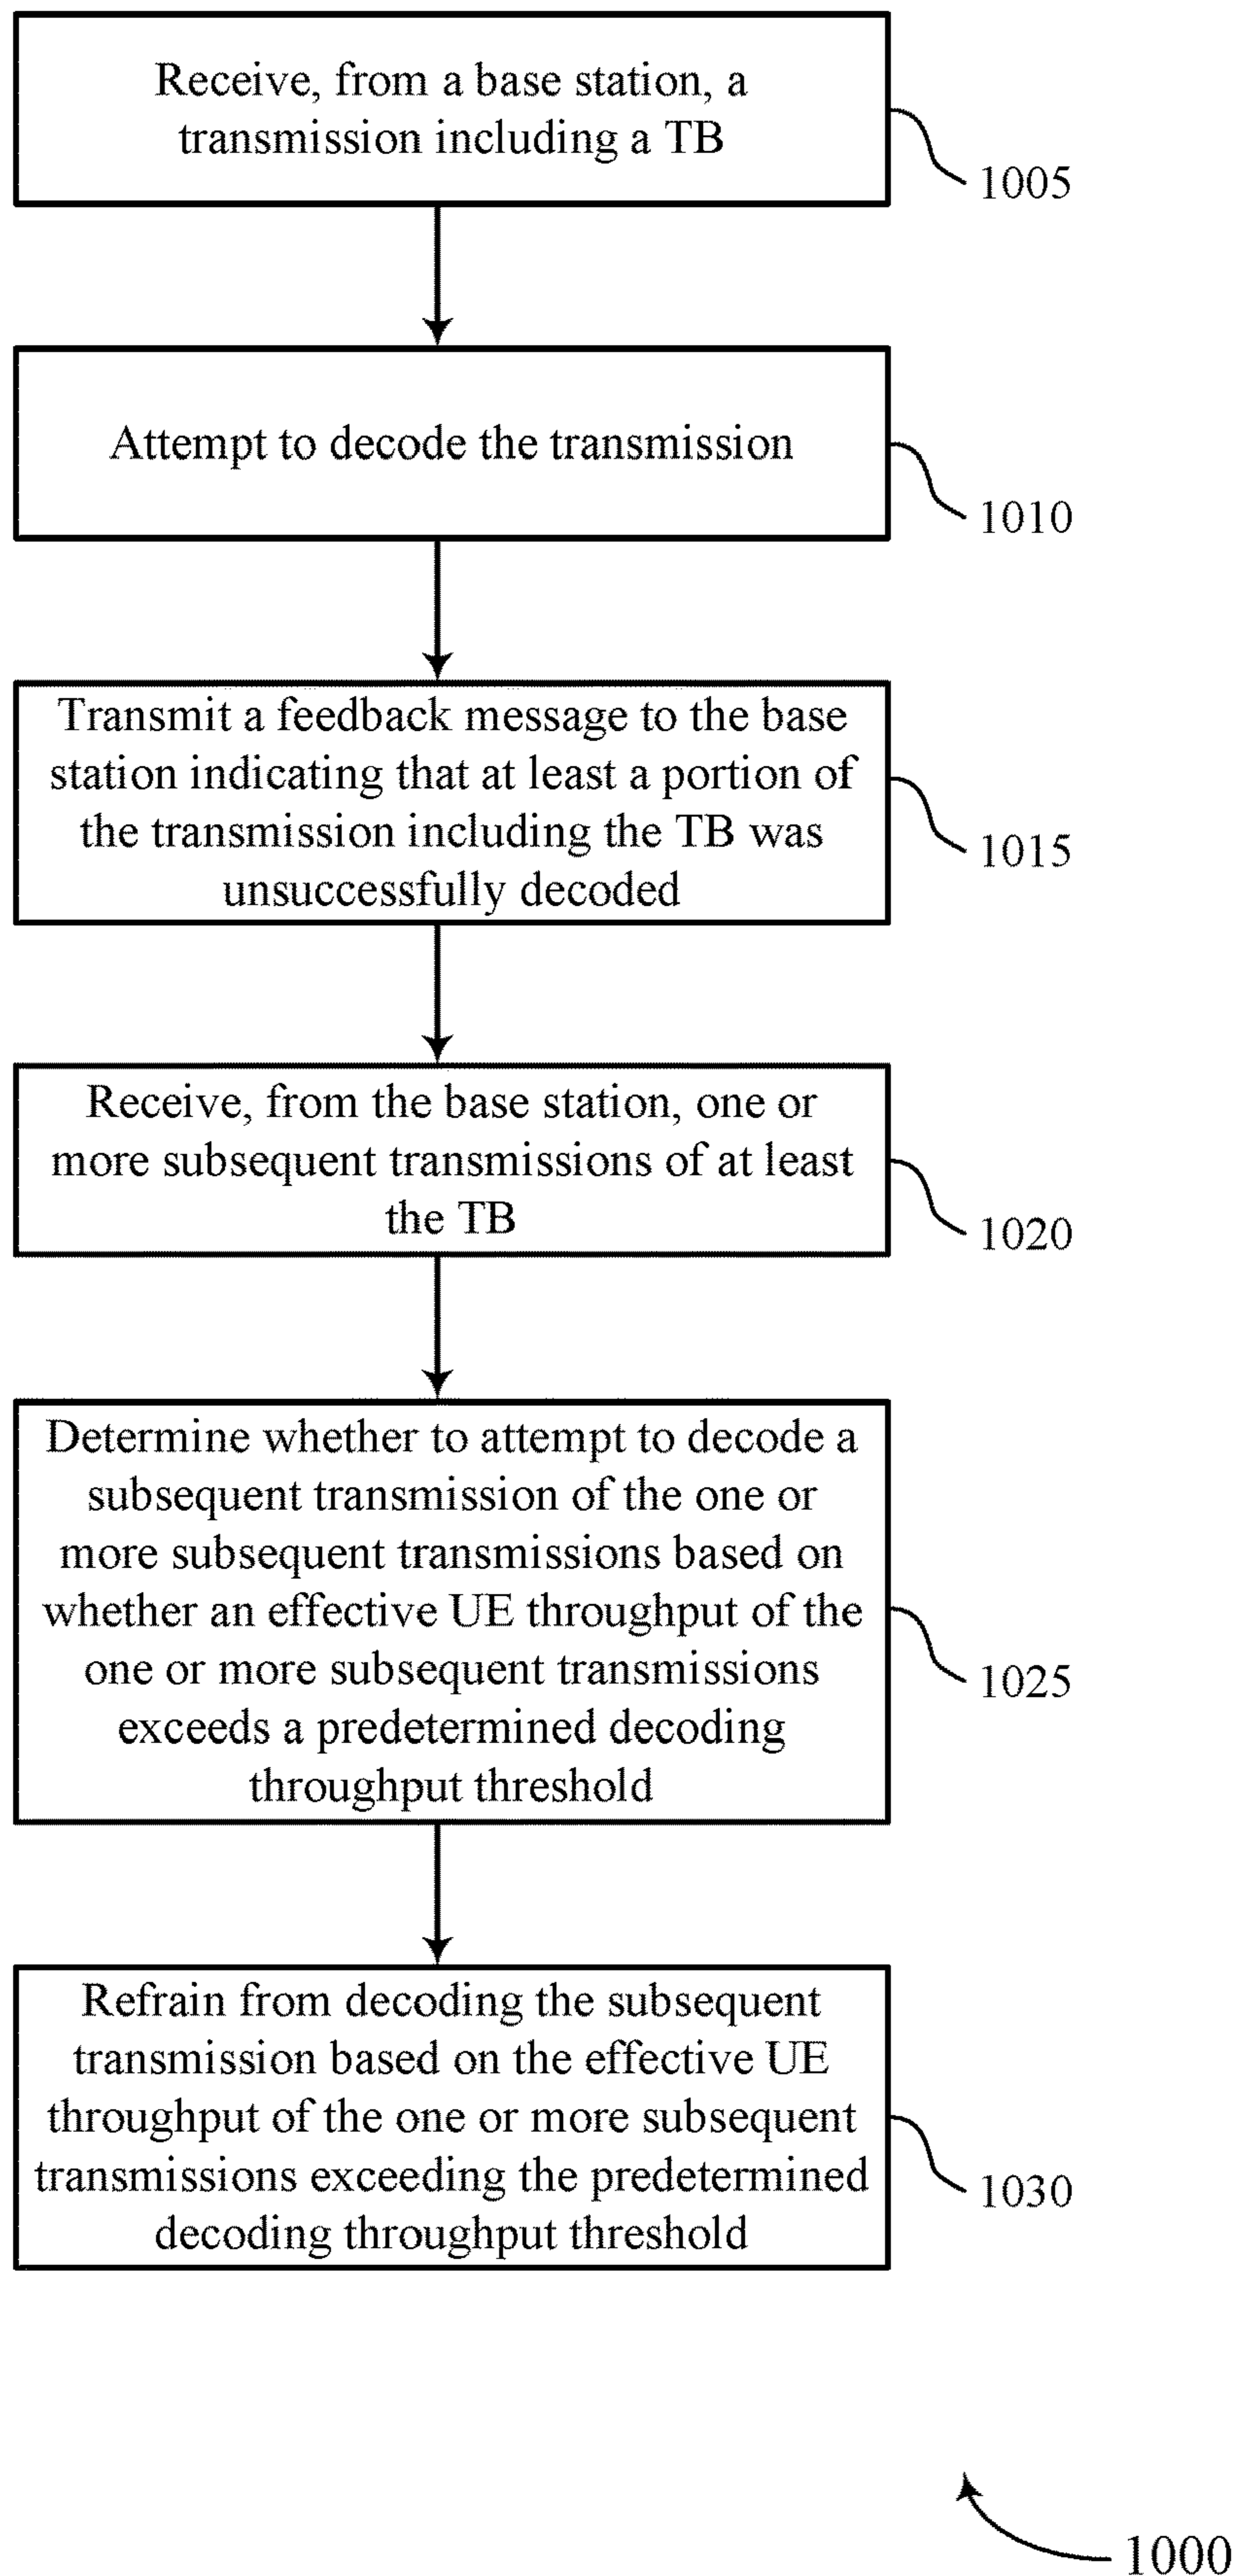 Receive, from a base station, a
transmission including a TB
1005
Attempt to decode the transmission
1010
Transmit a feedback message to the base
station indicating that at least a portion of
the transmission including the TB was
unsuccessfully decoded
1015
Receive, from the base station, one or
more subsequent transmissions of at least
the TB
1020
Determine whether to attempt to decode a
subsequent transmission of the one or
more subsequent transmissions based on
whether an effective UE throughput of the
one or more subsequent transmissions
exceeds a predetermined decoding
throughput threshold
1025
Refrain from decoding the subsequent
transmission based on the effective UE
throughput of the one or more subsequent
transmissions exceeding the predetermined
decoding throughput threshold
1030
1000